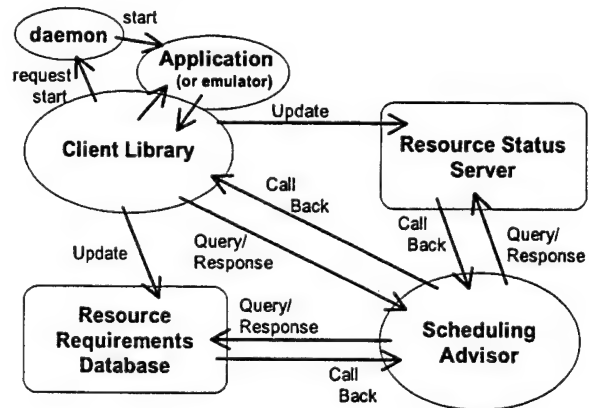 daemon
start
Application
(or emulator)
request
start
Client Library
Update
Resource Status
Server
Call
Back
Query/
Response
Call
Back
Query/
Response
Update
Resource
Requirements
Database
Query/
Response
Call
Back
Scheduling
Advisor